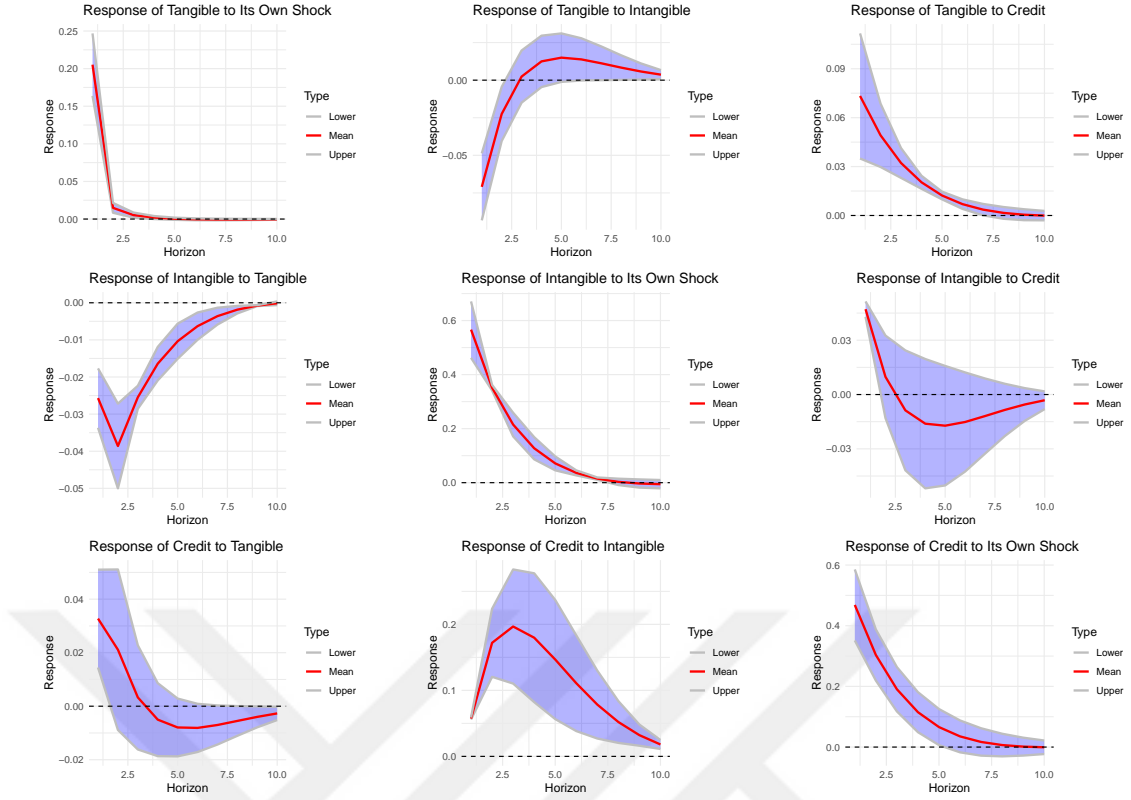 Response of Tangible to Its Own Shock
Response
0.25
0.20
0.15
0.10
0.05
0.00
2.5 5.0 7.5 10.0
Horizon
Type
Lower
Mean
Upper
Response of Tangible to Intangible
Response
0.00
−0.05
2.5 5.0 7.5 10.0
Horizon
Type
Lower
Mean
Upper
Response of Tangible to Credit
Response
0.09
0.06
0.03
0.00
2.5 5.0 7.5 10.0
Horizon
Type
Lower
Mean
Upper
Response of Intangible to Tangible
Response
0.00
−0.01
−0.02
−0.03
−0.04
−0.05
2.5 5.0 7.5 10.0
Horizon
Type
Lower
Mean
Upper
Response of Intangible to Its Own Shock
Response
0.6
0.4
0.2
0.0
2.5 5.0 7.5 10.0
Horizon
Type
Lower
Mean
Upper
Response of Intangible to Credit
Response
0.03
0.00
−0.03
2.5 5.0 7.5 10.0
Horizon
Type
Lower
Mean
Upper
Response of Credit to Tangible
Response
0.04
0.02
0.00
−0.02
2.5 5.0 7.5 10.0
Horizon
Type
Lower
Mean
Upper
Response of Credit to Intangible
Response
0.2
0.1
0.0
2.5 5.0 7.5 10.0
Horizon
Type
Lower
Mean
Upper
Response of Credit to Its Own Shock
Response
0.6
0.4
0.2
0.0
2.5 5.0 7.5 10.0
Horizon
Type
Lower
Mean
Upper